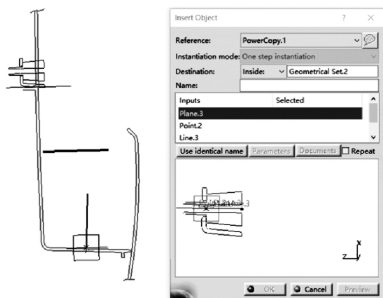 Insert Object ? ×
Reference: PowerCopy.1
Instantiation mode: One step instantiation
Destination: Inside: Geometrical Set.2
Name:
Inputs Selected
Plane.3
Point.2
Line.3
Use identical name Parameters Documents Repeat
x
z y
OK Cancel Preview